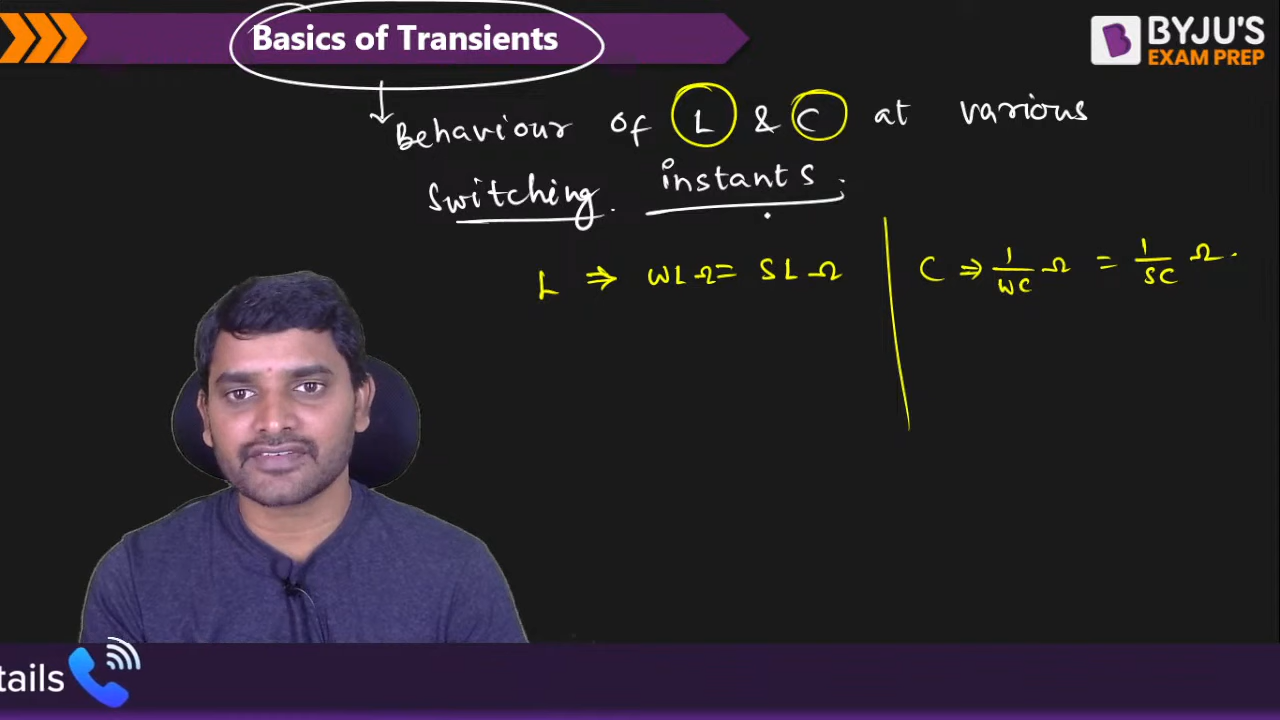 Basics of Transients
BYJU'S
EXAM PREP
Behaviour of L & C at various
switching instants.
L ⇒ WL Ω = SL Ω
C ⇒ 1/WC Ω = 1/SC Ω.
tails